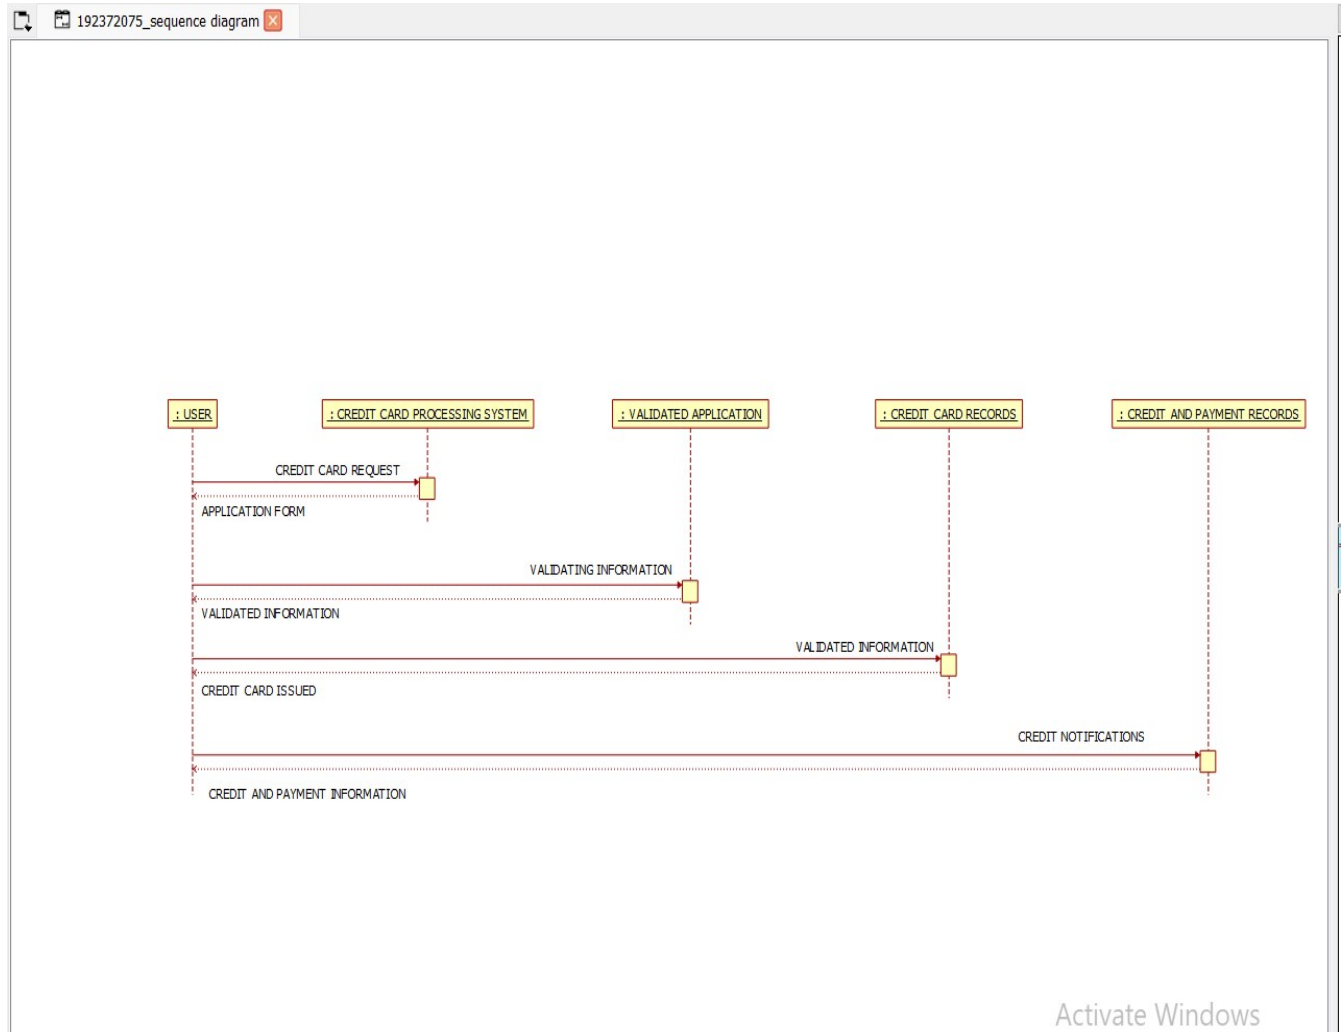 192372075_sequence diagram
: USER
: CREDIT CARD PROCESSING SYSTEM
: VALIDATED APPLICATION
: CREDIT CARD RECORDS
: CREDIT AND PAYMENT RECORDS
CREDIT CARD REQUEST
APPLICATION FORM
VALIDATING INFORMATION
VALIDATED INFORMATION
VALIDATED INFORMATION
CREDIT CARD ISSUED
CREDIT NOTIFICATIONS
CREDIT AND PAYMENT INFORMATION
Activate Windows